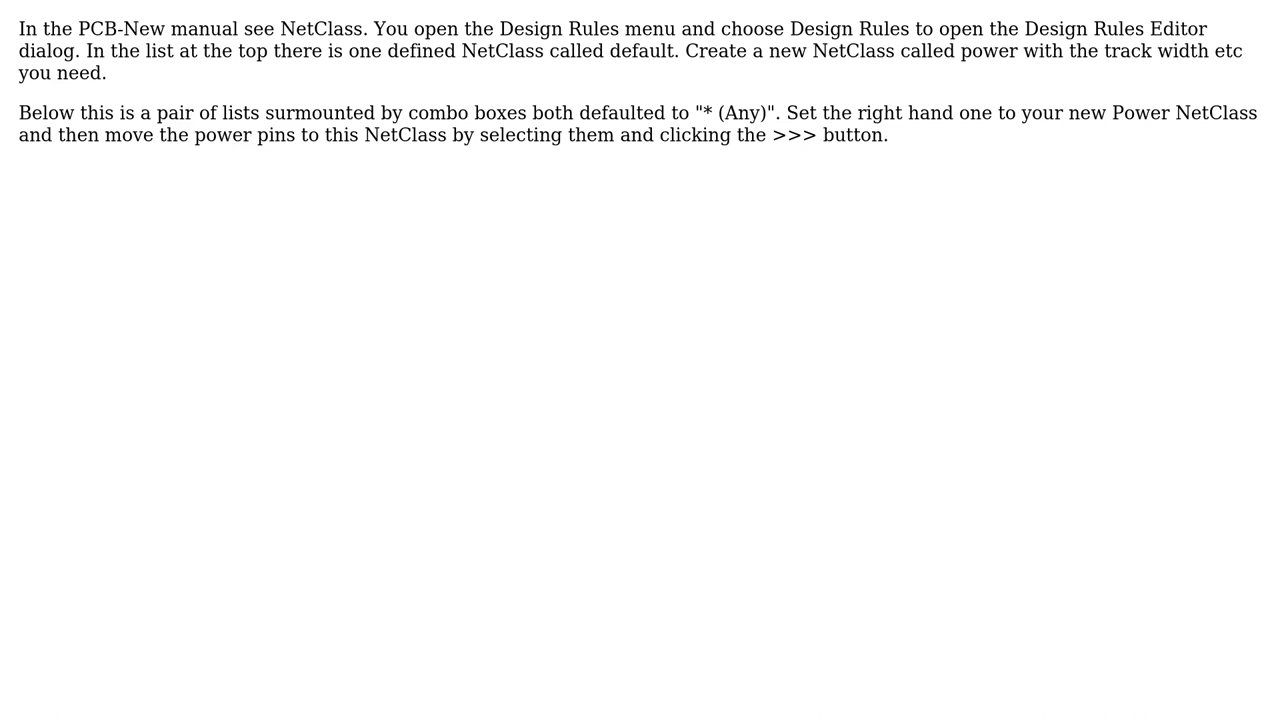 In the PCB-New manual see NetClass. You open the Design Rules menu and choose Design Rules to open the Design Rules Editor
dialog. In the list at the top there is one defined NetClass called default. Create a new NetClass called power with the track width etc
you need.
Below this is a pair of lists surmounted by combo boxes both defaulted to "* (Any)". Set the right hand one to your new Power NetClass
and then move the power pins to this NetClass by selecting them and clicking the >>> button.